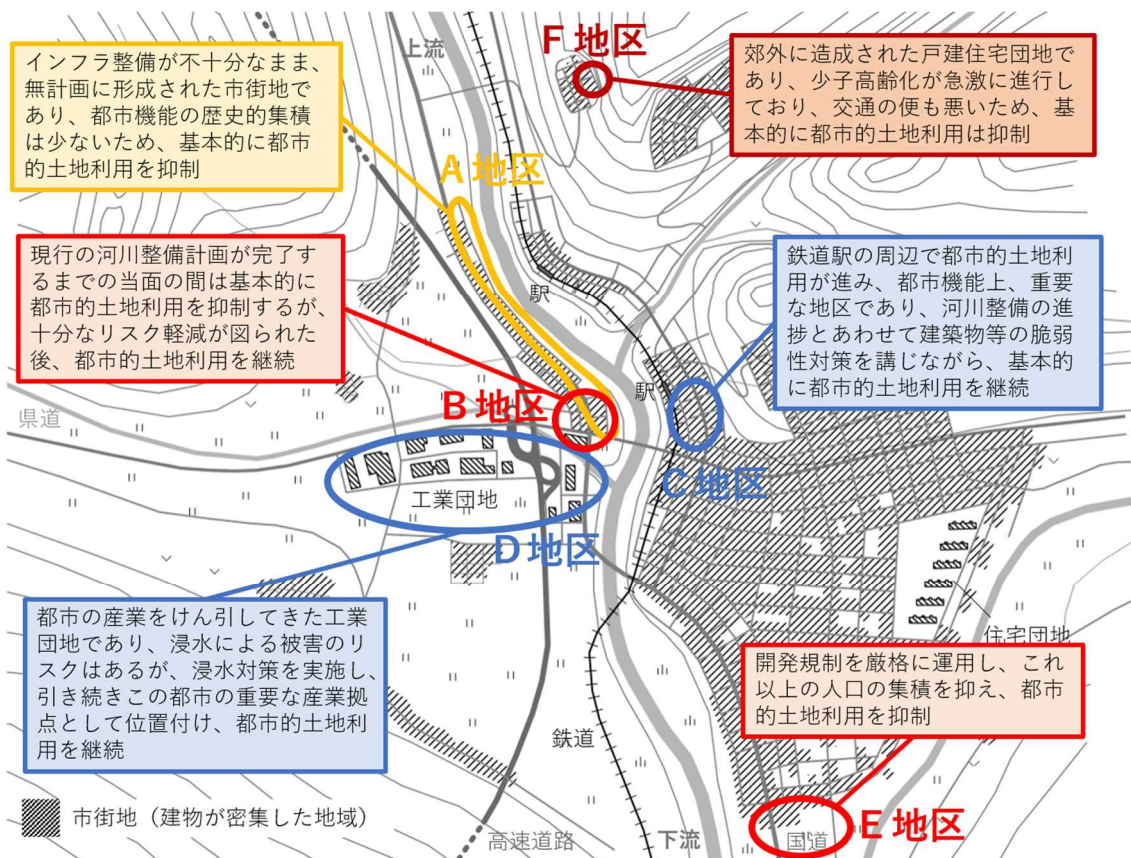 インフラ整備が不十分なまま
無計画に形成された市街地で
あり、都市機能の歴史的集積
は少ないため、基本的に都市
的土地利用を抑制
上流
F地区
郊外に造成された戸建住宅団地で
あり、少子高齢化が急激に進行し
ており、交通の便も悪いため、基
本的に都市的土地利用は抑制
A地区
現行の河川整備計画が完了す
るまでの当面の間は基本的に
都市的土地利用を抑制するが、
十分なリスク軽減が図られた
後、都市的土地利用を継続
駅
鉄道駅の周辺で都市的土地利
用が進み、都市機能上、重要
な地区であり、河川整備の進
捗とあわせて建築物等の脆弱
性対策を講じながら、基本的
に都市的土地利用を継続
駅
県道
B地区
C地区
工業団地
D地区
都市の産業をけん引してきた工業
団地であり、浸水による被害のリ
スクはあるが、浸水対策を実施し、
引き続きこの都市の重要な産業拠
点として位置付け、都市的土地利
用を継続
住宅団地
開発規制を厳格に運用し、これ
以上の人口の集積を抑え、都市
的土地利用を抑制
鉄道
市街地（建物が密集した地域）
高速道路
下流
国道
E地区